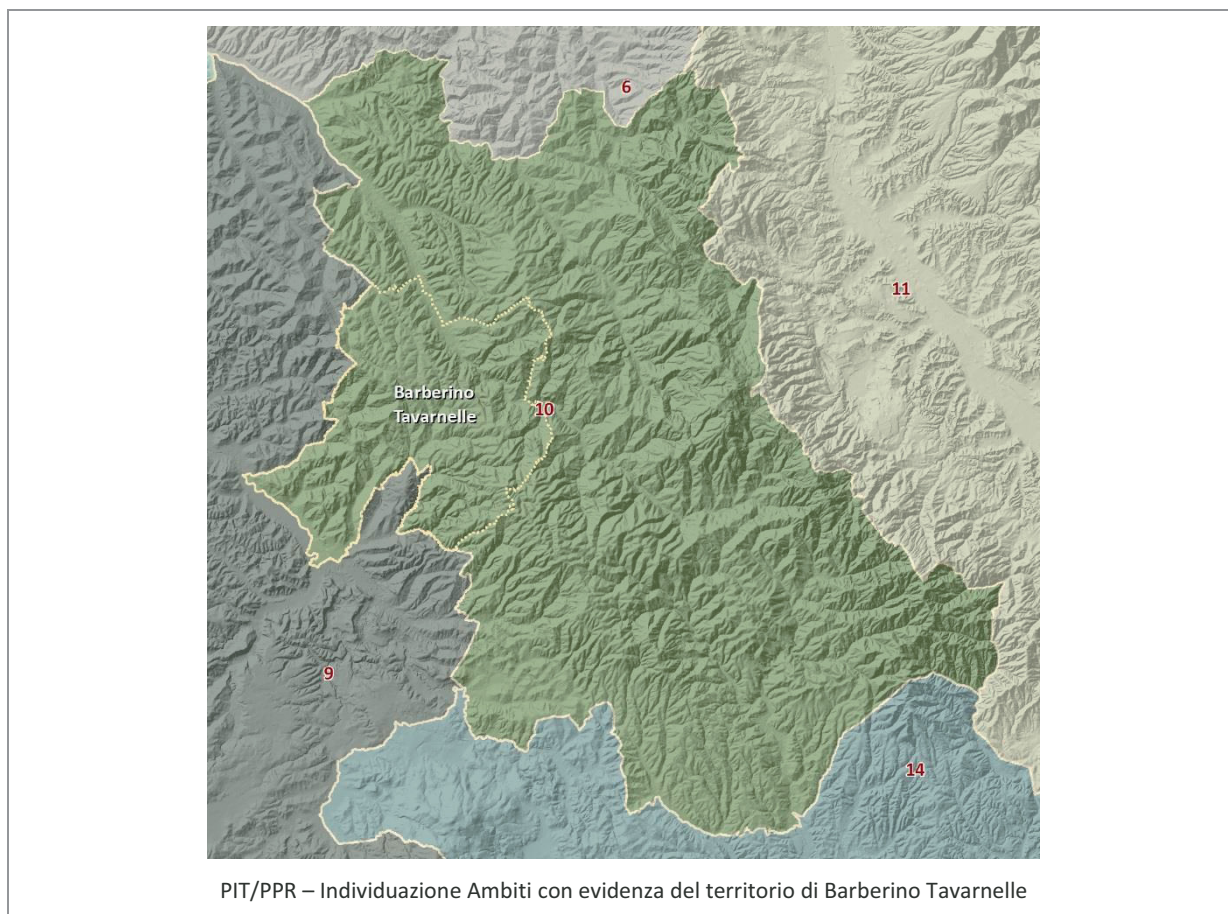 6
11
Barberino
Tavarnelle
10
9
14
PIT/PPR – Individuazione Ambiti con evidenza del territorio di Barberino Tavarnelle